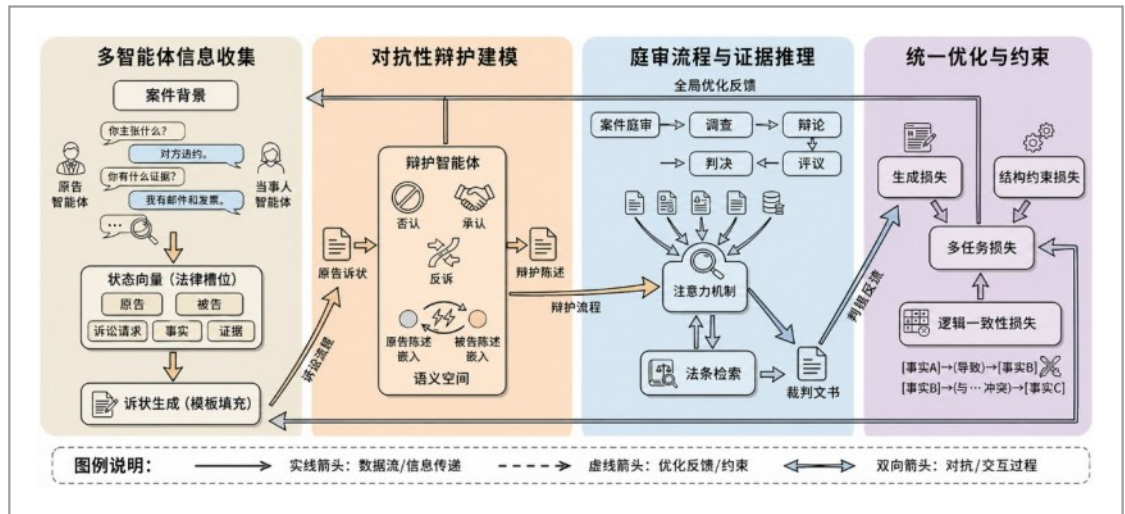 多智能体信息收集
案件背景
你主张什么？
对方违约。
你有什么证据？
我有邮件和发票。
...
原告
智能体
当事人
智能体
状态向量（法律槽位）
原告
被告
诉讼请求
事实
证据
诉状生成（模板填充）
诉讼流程
对抗性辩护建模
辩护智能体
否认
承认
反诉
原告陈述
嵌入
被告陈述
嵌入
语义空间
原告诉状
辩护陈述
辩护流程
庭审流程与证据推理
全局优化反馈
案件庭审
调查
辩论
判决
评议
注意力机制
法条检索
裁判文书
统一优化与约束
生成损失
结构约束损失
多任务损失
逻辑一致性损失
[事实A]→(导致)→[事实B]
[事实B]→(与…冲突)→[事实C]
图例说明：
实线箭头：数据流/信息传递
虚线箭头：优化反馈/约束
双向箭头：对抗/交互过程